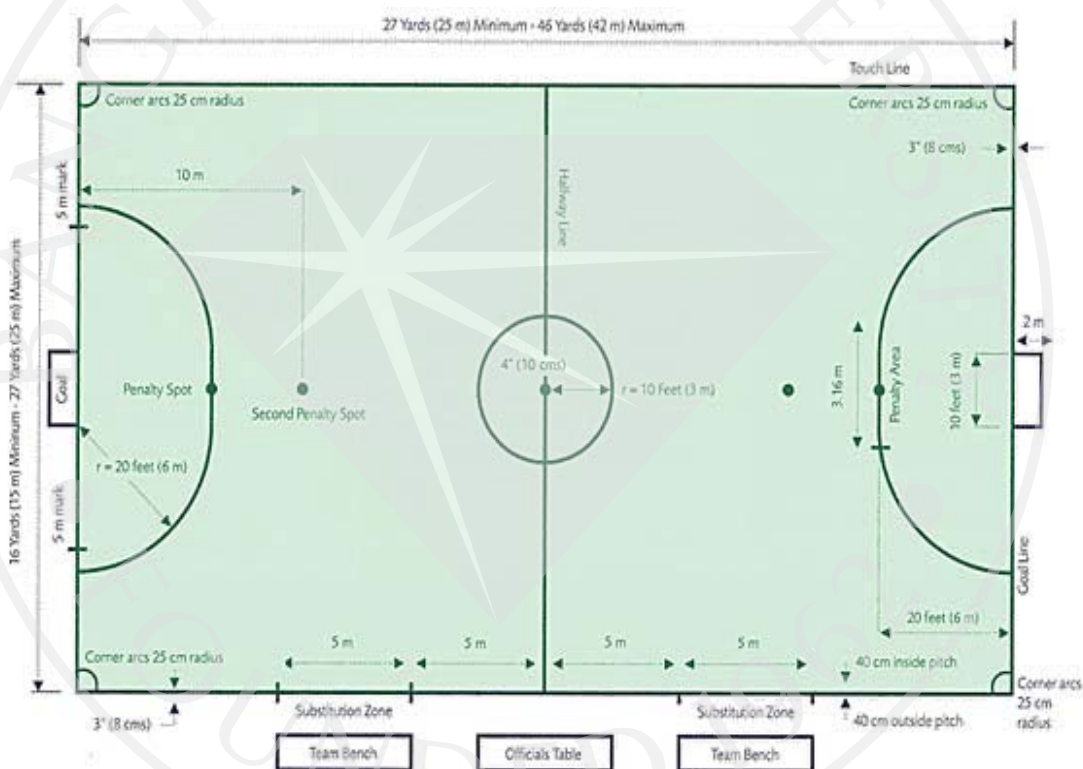 27 Yards (25 m) Minimum - 46 Yards (42 m) Maximum
Touch Line
Corner arcs 25 cm radius
Corner arcs 25 cm radius
3" (8 cms)
10 m
5 m mark
Halfway Line
16 Yards (15 m) Mininum - 27 Yards (25 m) Maximum
2 m
Goal
Penalty Spot
Second Penalty Spot
4" (10 cms)
r = 10 Feet (3 m)
3.16 m
Penalty Area
10 feet (3 m)
r = 20 feet (6 m)
5 m mark
Goal Line
20 feet (6 m)
5 m
5 m
5 m
5 m
Corner arcs 25 cm radius
40 cm inside pitch
Corner arcs
25 cm
radius
3" (8 cms)
Substitution Zone
Substitution Zone
40 cm outside pitch
Team Bench
Officials Table
Team Bench